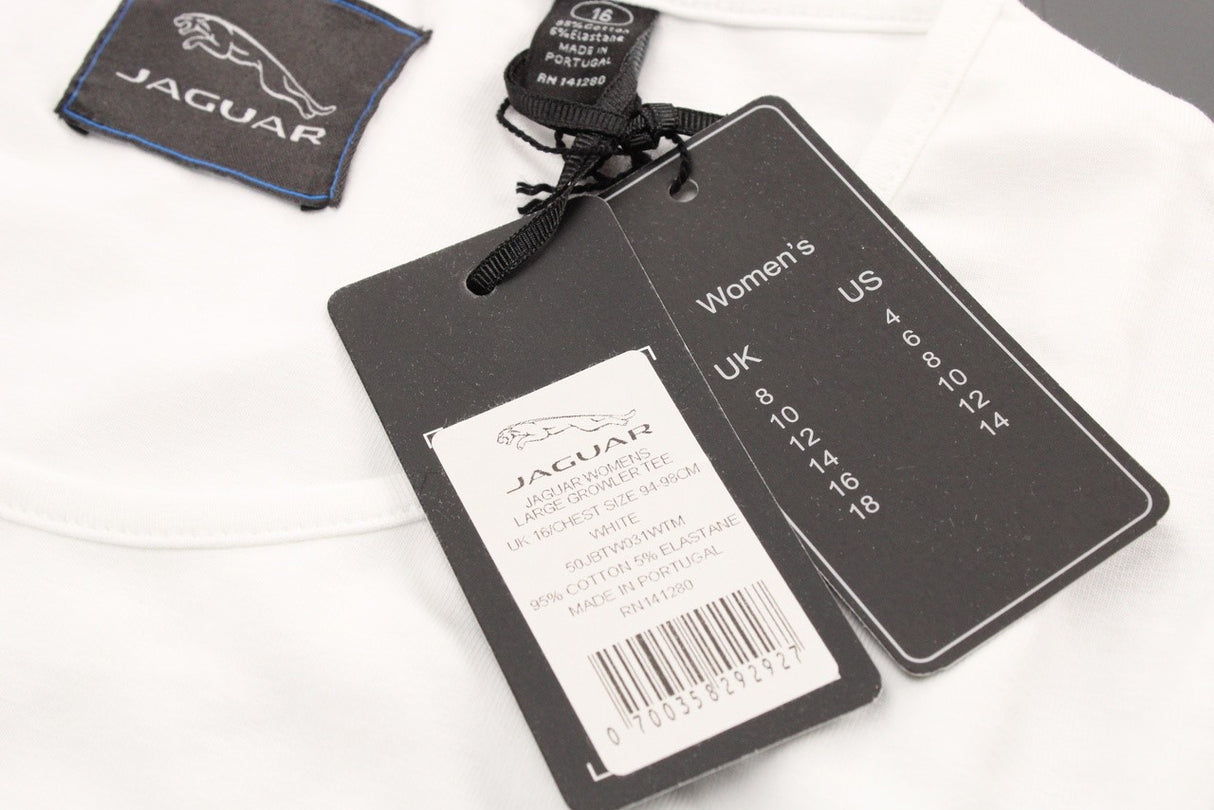 JAGUAR
16
95%Cotton
5%Elastane
MADE IN
PORTUGAL
RN 141280
Women's
UK
8
10
12
14
16
18
US
4
6
8
10
12
14
JAGUAR
JAGUAR WOMENS
LARGE GROWLER TEE
UK 16/CHEST SIZE 94-98CM
WHITE
50JBTW031WTM
95% COTTON 5% ELASTANE
MADE IN PORTUGAL
RN141280
0 700358292927